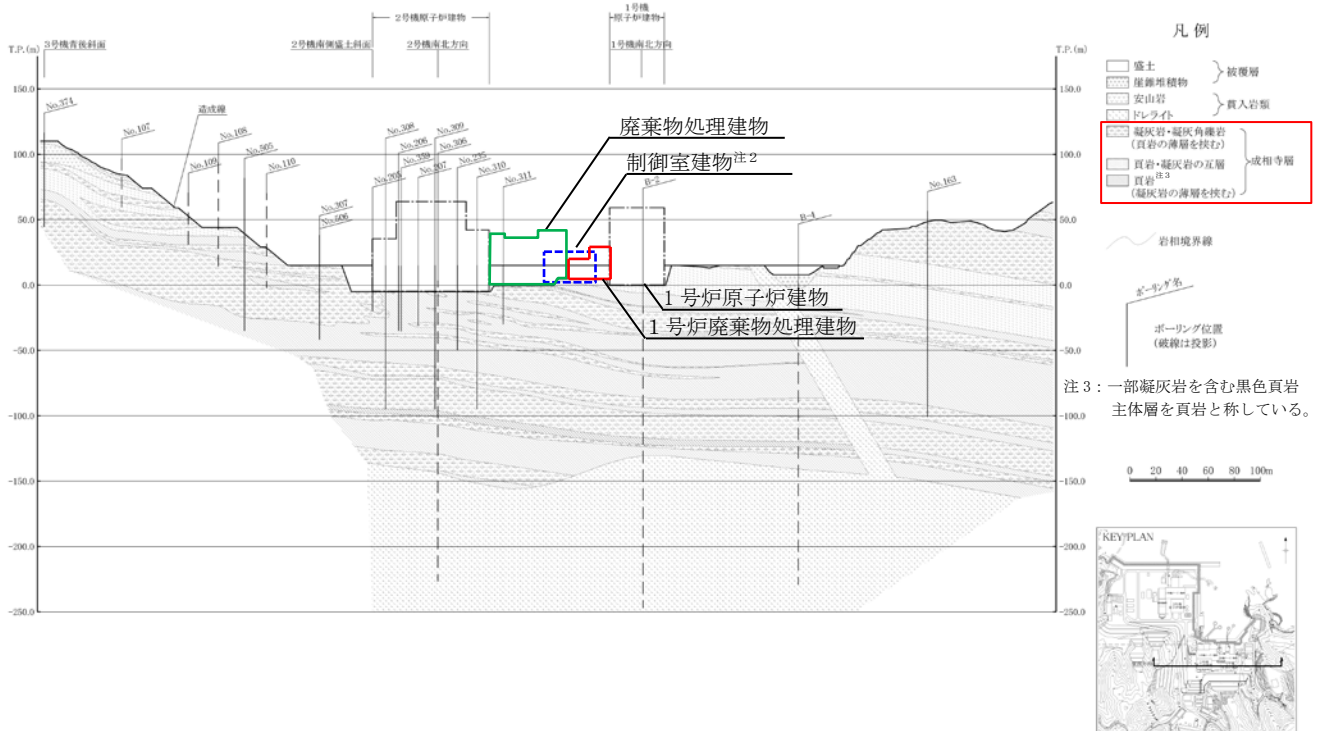 2号機原子炉建物
1号機
原子炉建物
T.P.(m)
3号機背後斜面
2号機南側盛土斜面
2号機南北方向
1号機南北方向
T.P.(m)
150.0
100.0
50.0
0.0
-50.0
-100.0
-150.0
-200.0
-250.0
150.0
100.0
50.0
0.0
-50.0
-100.0
-150.0
-200.0
-250.0
No.374
No.107
造成線
No.109
No.108
No.505
No.110
No.307
No.506
No.308
No.206
No.205
No.207
No.309
No.306
No.235
No.310
No.311
B-2
B-4
No.163
廃棄物処理建物
制御室建物注2
1号炉原子炉建物
1号炉廃棄物処理建物
凡例
盛土
崖錐堆積物
被覆層
安山岩
ドレライト
貫入岩類
凝灰岩・凝灰角礫岩
(頁岩の薄層を挟む)
頁岩・凝灰岩の互層
頁岩注3
(凝灰岩の薄層を挟む)
成相寺層
岩相境界線
ボーリング名
ボーリング位置
(破線は投影)
注3:一部凝灰岩を含む黒色頁岩
主体層を頁岩と称している。
0 20 40 60 80 100m
KEY PLAN